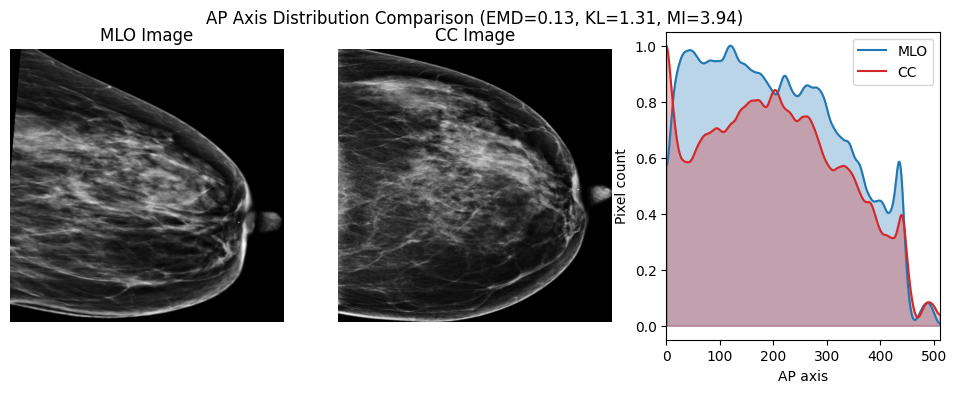 AP Axis Distribution Comparison (EMD=0.13, KL=1.31, MI=3.94)
MLO Image
CC Image
MLO
CC
Pixel count
1.0
0.8
0.6
0.4
0.2
0.0
0 100 200 300 400 500
AP axis